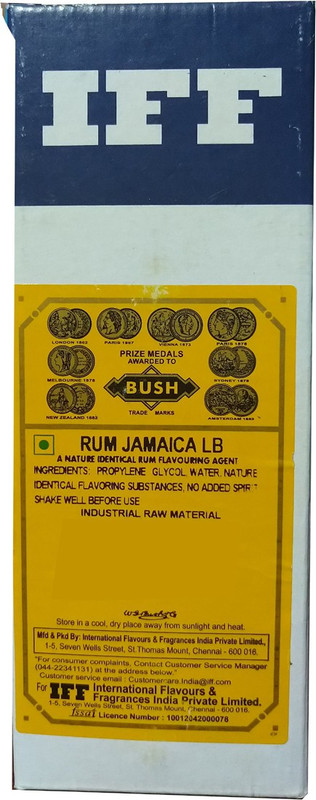 IFF
LONDON 1862 PARIS 1867 VIENNA 1873 PARIS 1878
PRIZE MEDALS
AWARDED TO
MELBOURNE 1878 BUSH SYDNEY 1879
TRADE MARKS
NEW ZEALAND 1882 AMSTERDAM 1883
RUM JAMAICA LB
A NATURE IDENTICAL RUM FLAVOURING AGENT
INGREDIENTS: PROPYLENE GLYCOL, WATER, NATURE
IDENTICAL FLAVORING SUBSTANCES, NO ADDED SPIRIT
SHAKE WELL BEFORE USE
INDUSTRIAL RAW MATERIAL
Store in a cool, dry place away from sunlight and heat.
Mfd & Pkd By: International Flavours & Fragrances India Private Limited.,
1-5, Seven Wells Street, St. Thomas Mount, Chennai - 600 016.
"For consumer complaints, Contact Customer Service Manager
(044-22341131) at the address below."
Customer service email : Customercare.India@iff.com
For IFF International Flavours &
Fragrances India Private Limited.
1-5, Seven Wells Street, St. Thomas Mount, Chennai - 600 016.
fssai Licence Number : 10012042000078